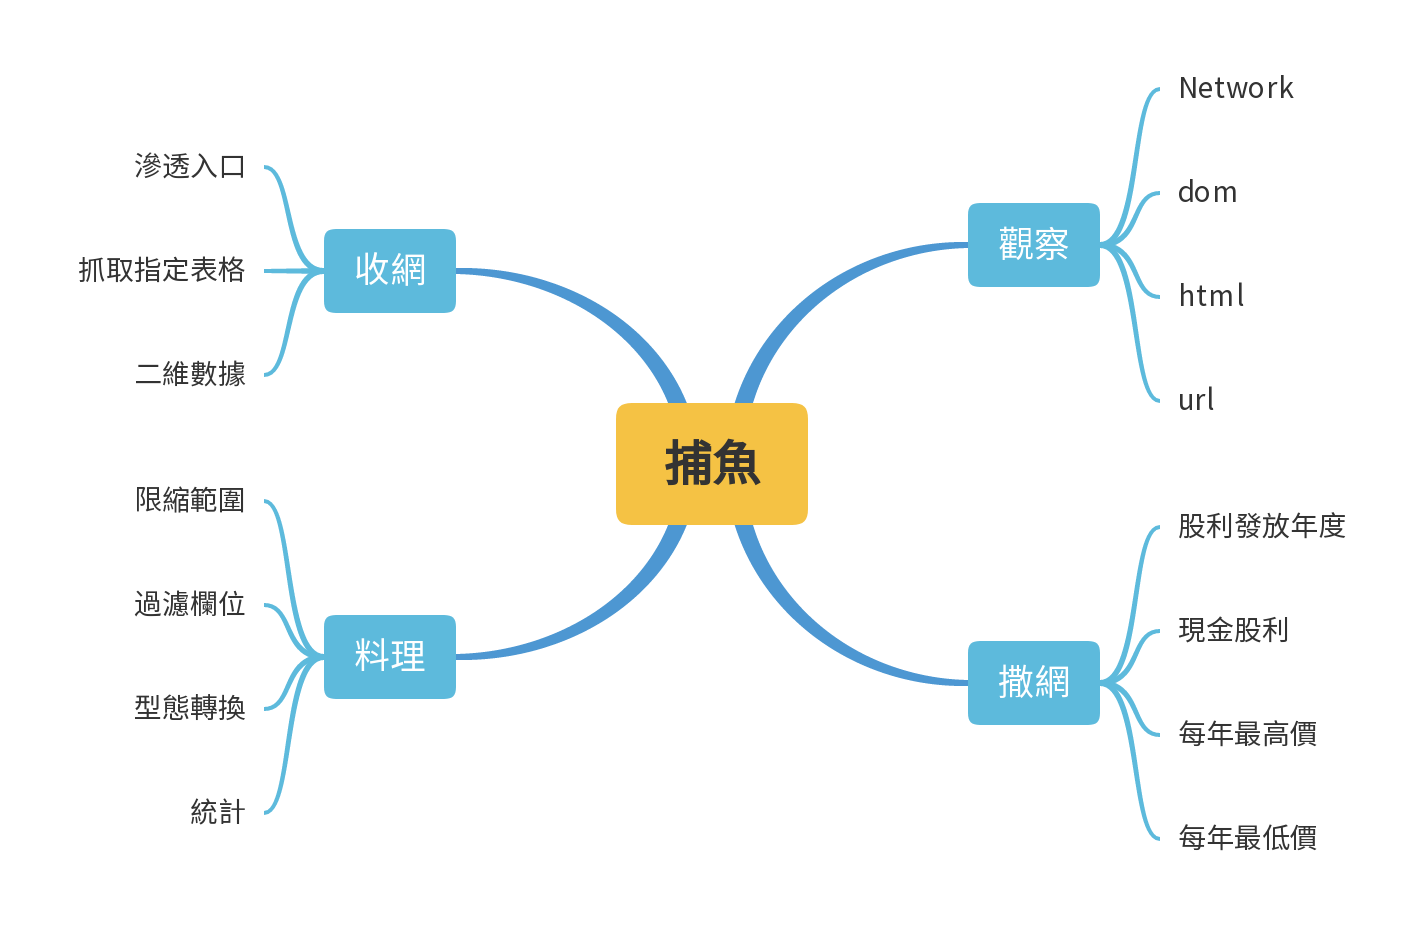 捕魚
觀察
Network
dom
html
url
撒網
股利發放年度
現金股利
每年最高價
每年最低價
收網
滲透入口
抓取指定表格
二維數據
料理
限縮範圍
過濾欄位
型態轉換
統計